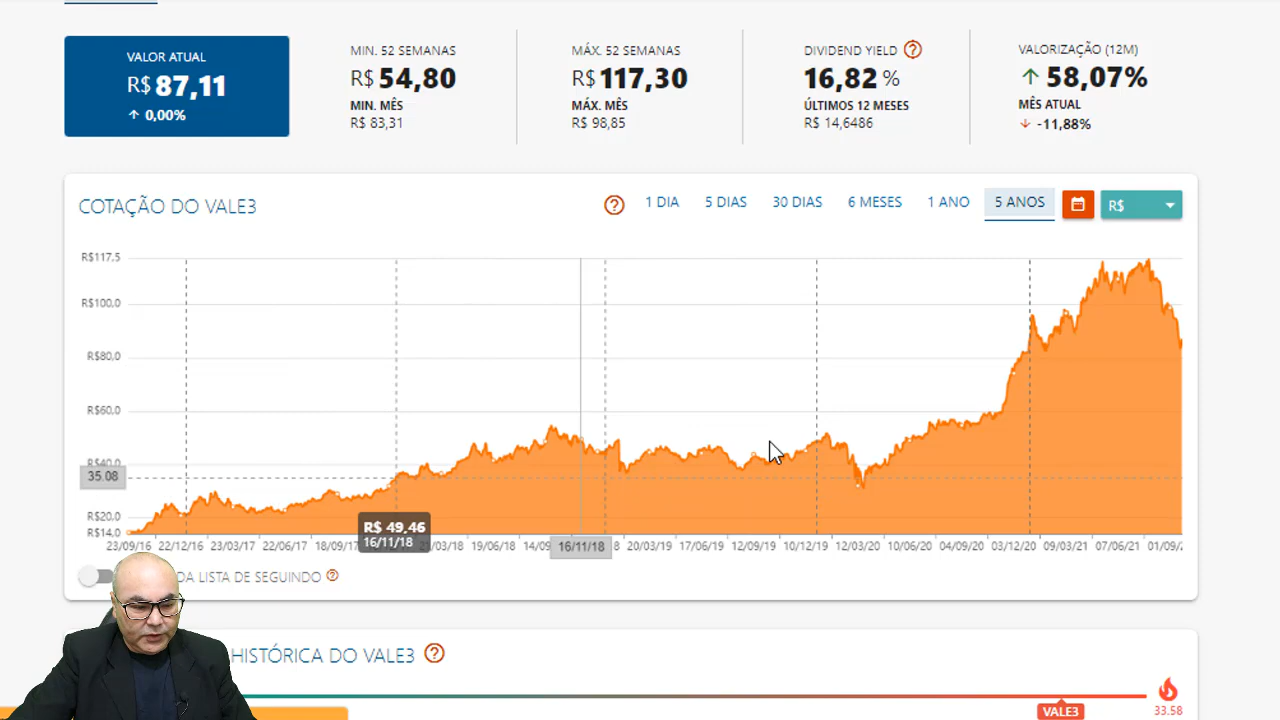 VALOR ATUAL
R$ 87,11
0,00%
MIN. 52 SEMANAS
R$ 54,80
MIN. MÊS
R$ 83,31
MÁX. 52 SEMANAS
R$ 117,30
MÁX. MÊS
R$ 98,85
DIVIDEND YIELD ?
16,82 %
ÚLTIMOS 12 MESES
R$ 14,6486
VALORIZAÇÃO (12M)
58,07%
MÊS ATUAL
-11,88%
COTAÇÃO DO VALE3
? 1 DIA 5 DIAS 30 DIAS 6 MESES 1 ANO 5 ANOS R$
R$117,5
R$100,0
R$80,0
R$60,0
R$40,0
35.08
R$20,0
R$14,0
R$ 49,46
16/11/18
23/09/16 22/12/16 23/03/17 22/06/17 18/09/17 21/03/18 19/06/18 14/09 16/11/18 8 20/03/19 17/06/19 12/09/19 10/12/19 12/03/20 10/06/20 04/09/20 03/12/20 09/03/21 07/06/21 01/09/2
DA LISTA DE SEGUINDO ?
HISTÓRICA DO VALE3 ?
VALE3
33.58